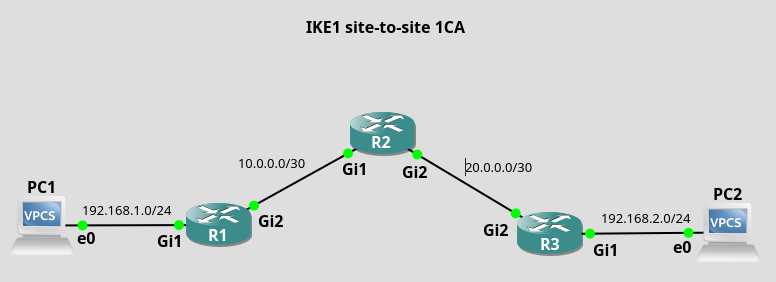 IKE1 site-to-site 1CA
R2
10.0.0.0/30
20.0.0.0/30
Gi1
Gi2
PC1
PC2
VPCS
192.168.1.0/24
Gi2
R1
Gi1
e0
Gi2
R3
192.168.2.0/24
VPCS
Gi1
e0